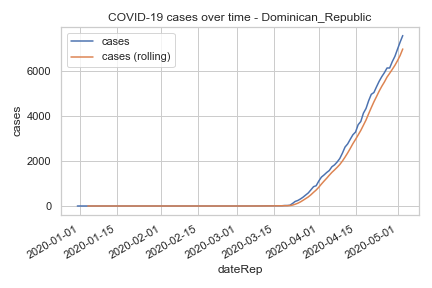 COVID-19 cases over time - Dominican_Republic
cases
cases (rolling)
6000
4000
2000
0
cases
2020-01-01
2020-01-15
2020-02-01
2020-02-15
2020-03-01
2020-03-15
2020-04-01
2020-04-15
2020-05-01
dateRep